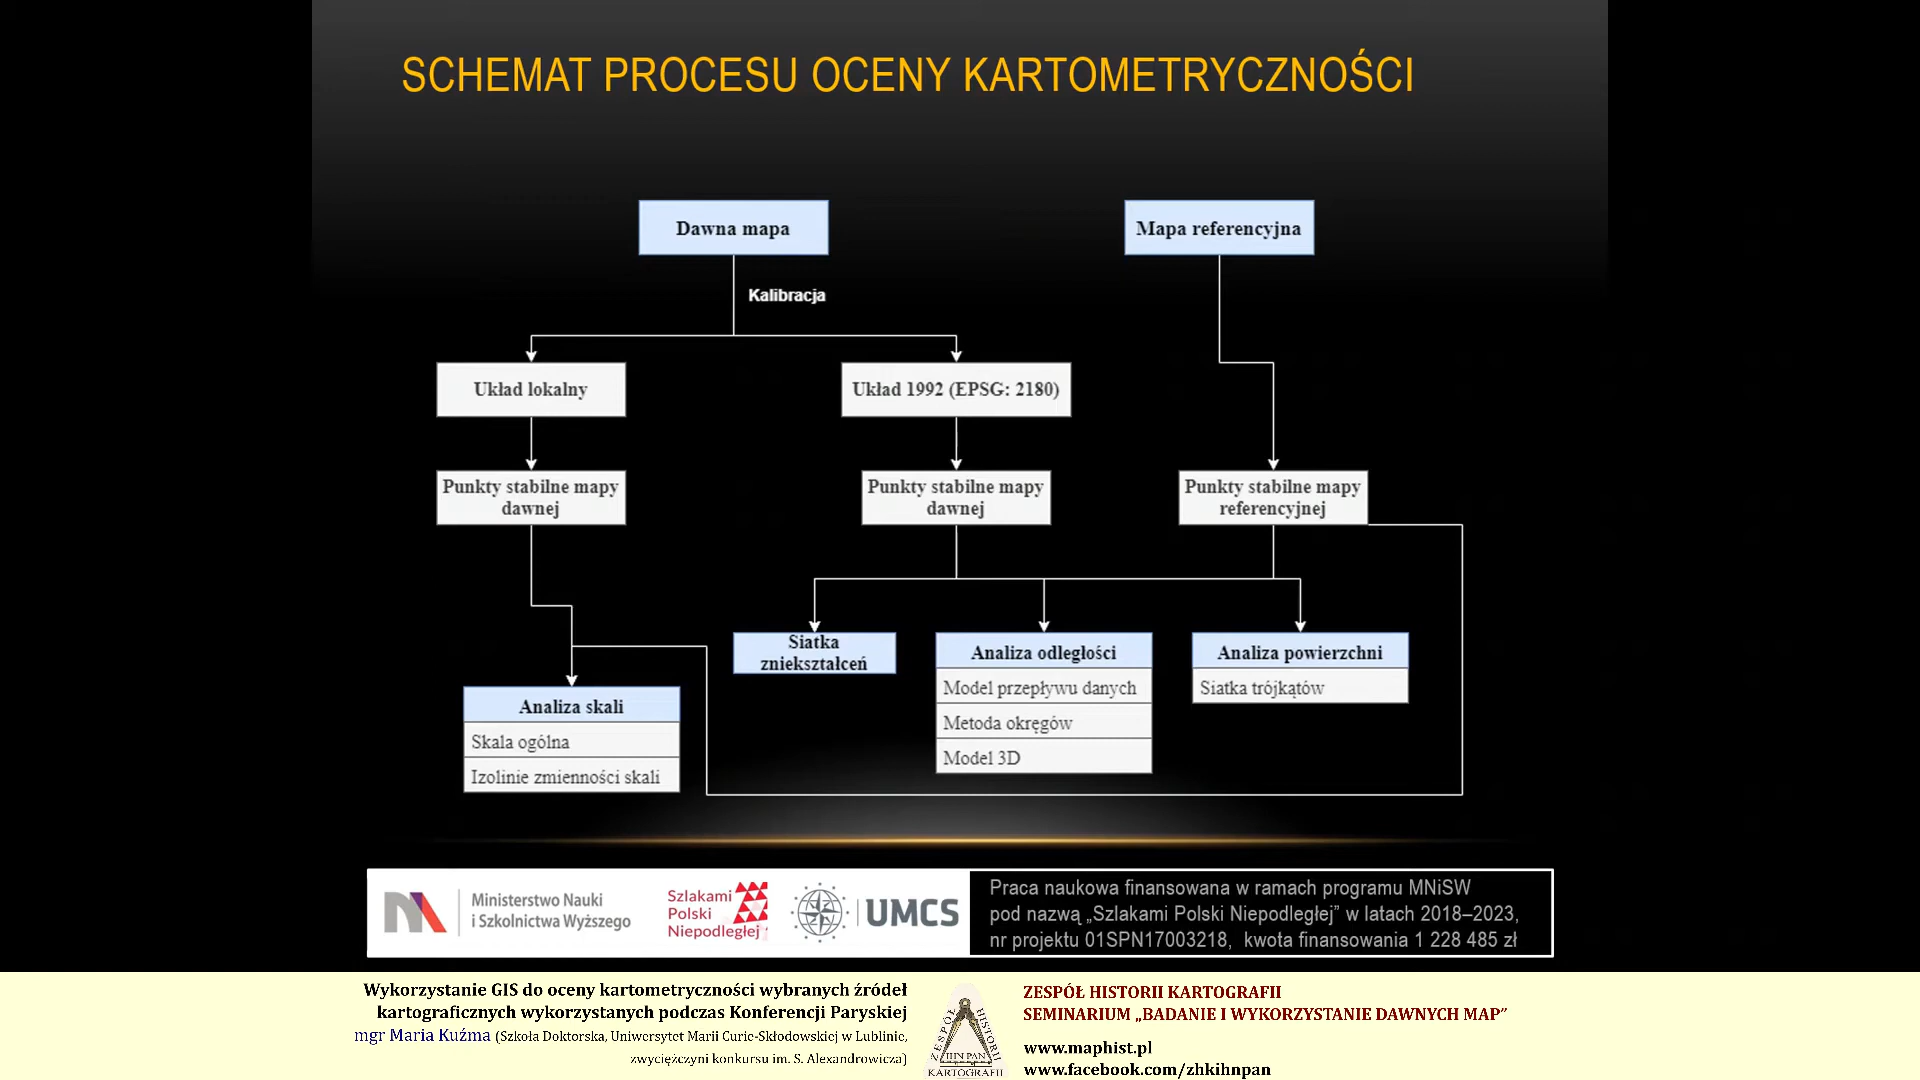 SCHEMAT PROCESU OCENY KARTOMETRYCZNOŚCI
Dawna mapa
Mapa referencyjna
Kalibracja
Układ lokalny
Układ 1992 (EPSG: 2180)
Punkty stabilne mapy
dawnej
Punkty stabilne mapy
dawnej
Punkty stabilne mapy
referencyjnej
Siatka
zniekształceń
Analiza odległości
Model przepływu danych
Metoda okręgów
Model 3D
Analiza powierzchni
Siatka trójkątów
Analiza skali
Skala ogólna
Izolinie zmienności skali
Ministerstwo Nauki
i Szkolnictwa Wyższego
Szlakami
Polski
Niepodległej
UMCS
Praca naukowa finansowana w ramach programu MNiSW
pod nazwą „Szlakami Polski Niepodległej” w latach 2018–2023,
nr projektu 01SPN17003218, kwota finansowania 1 228 485 zł
Wykorzystanie GIS do oceny kartometryczności wybranych źródeł
kartograficznych wykorzystanych podczas Konferencji Paryskiej
mgr Maria Kuźma (Szkoła Doktorska, Uniwersytet Marii Curie-Skłodowskiej w Lublinie,
zwyciężczyni konkursu im. S. Alexandrowicza)
ZESPÓŁ HISTORII
IHN PAN
KARTOGRAFII
ZESPÓŁ HISTORII KARTOGRAFII
SEMINARIUM „BADANIE I WYKORZYSTANIE DAWNYCH MAP”
www.maphist.pl
www.facebook.com/zhkihnpan